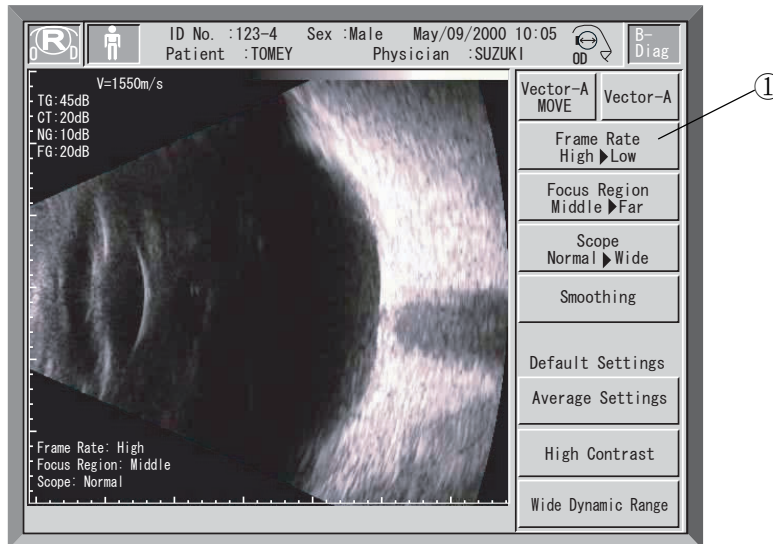 R
O D
ID No. :123-4 Sex :Male May/09/2000 10:05
Patient :TOMEY Physician :SUZUKI
OD
B-
Diag
V=1550m/s
TG:45dB
CT:20dB
NG:10dB
FG:20dB
Vector-A
MOVE
Vector-A
①
Frame Rate
High▶Low
Focus Region
Middle▶Far
Scope
Normal▶Wide
Smoothing
Default Settings
Average Settings
High Contrast
Wide Dynamic Range
Frame Rate: High
Focus Region: Middle
Scope: Normal